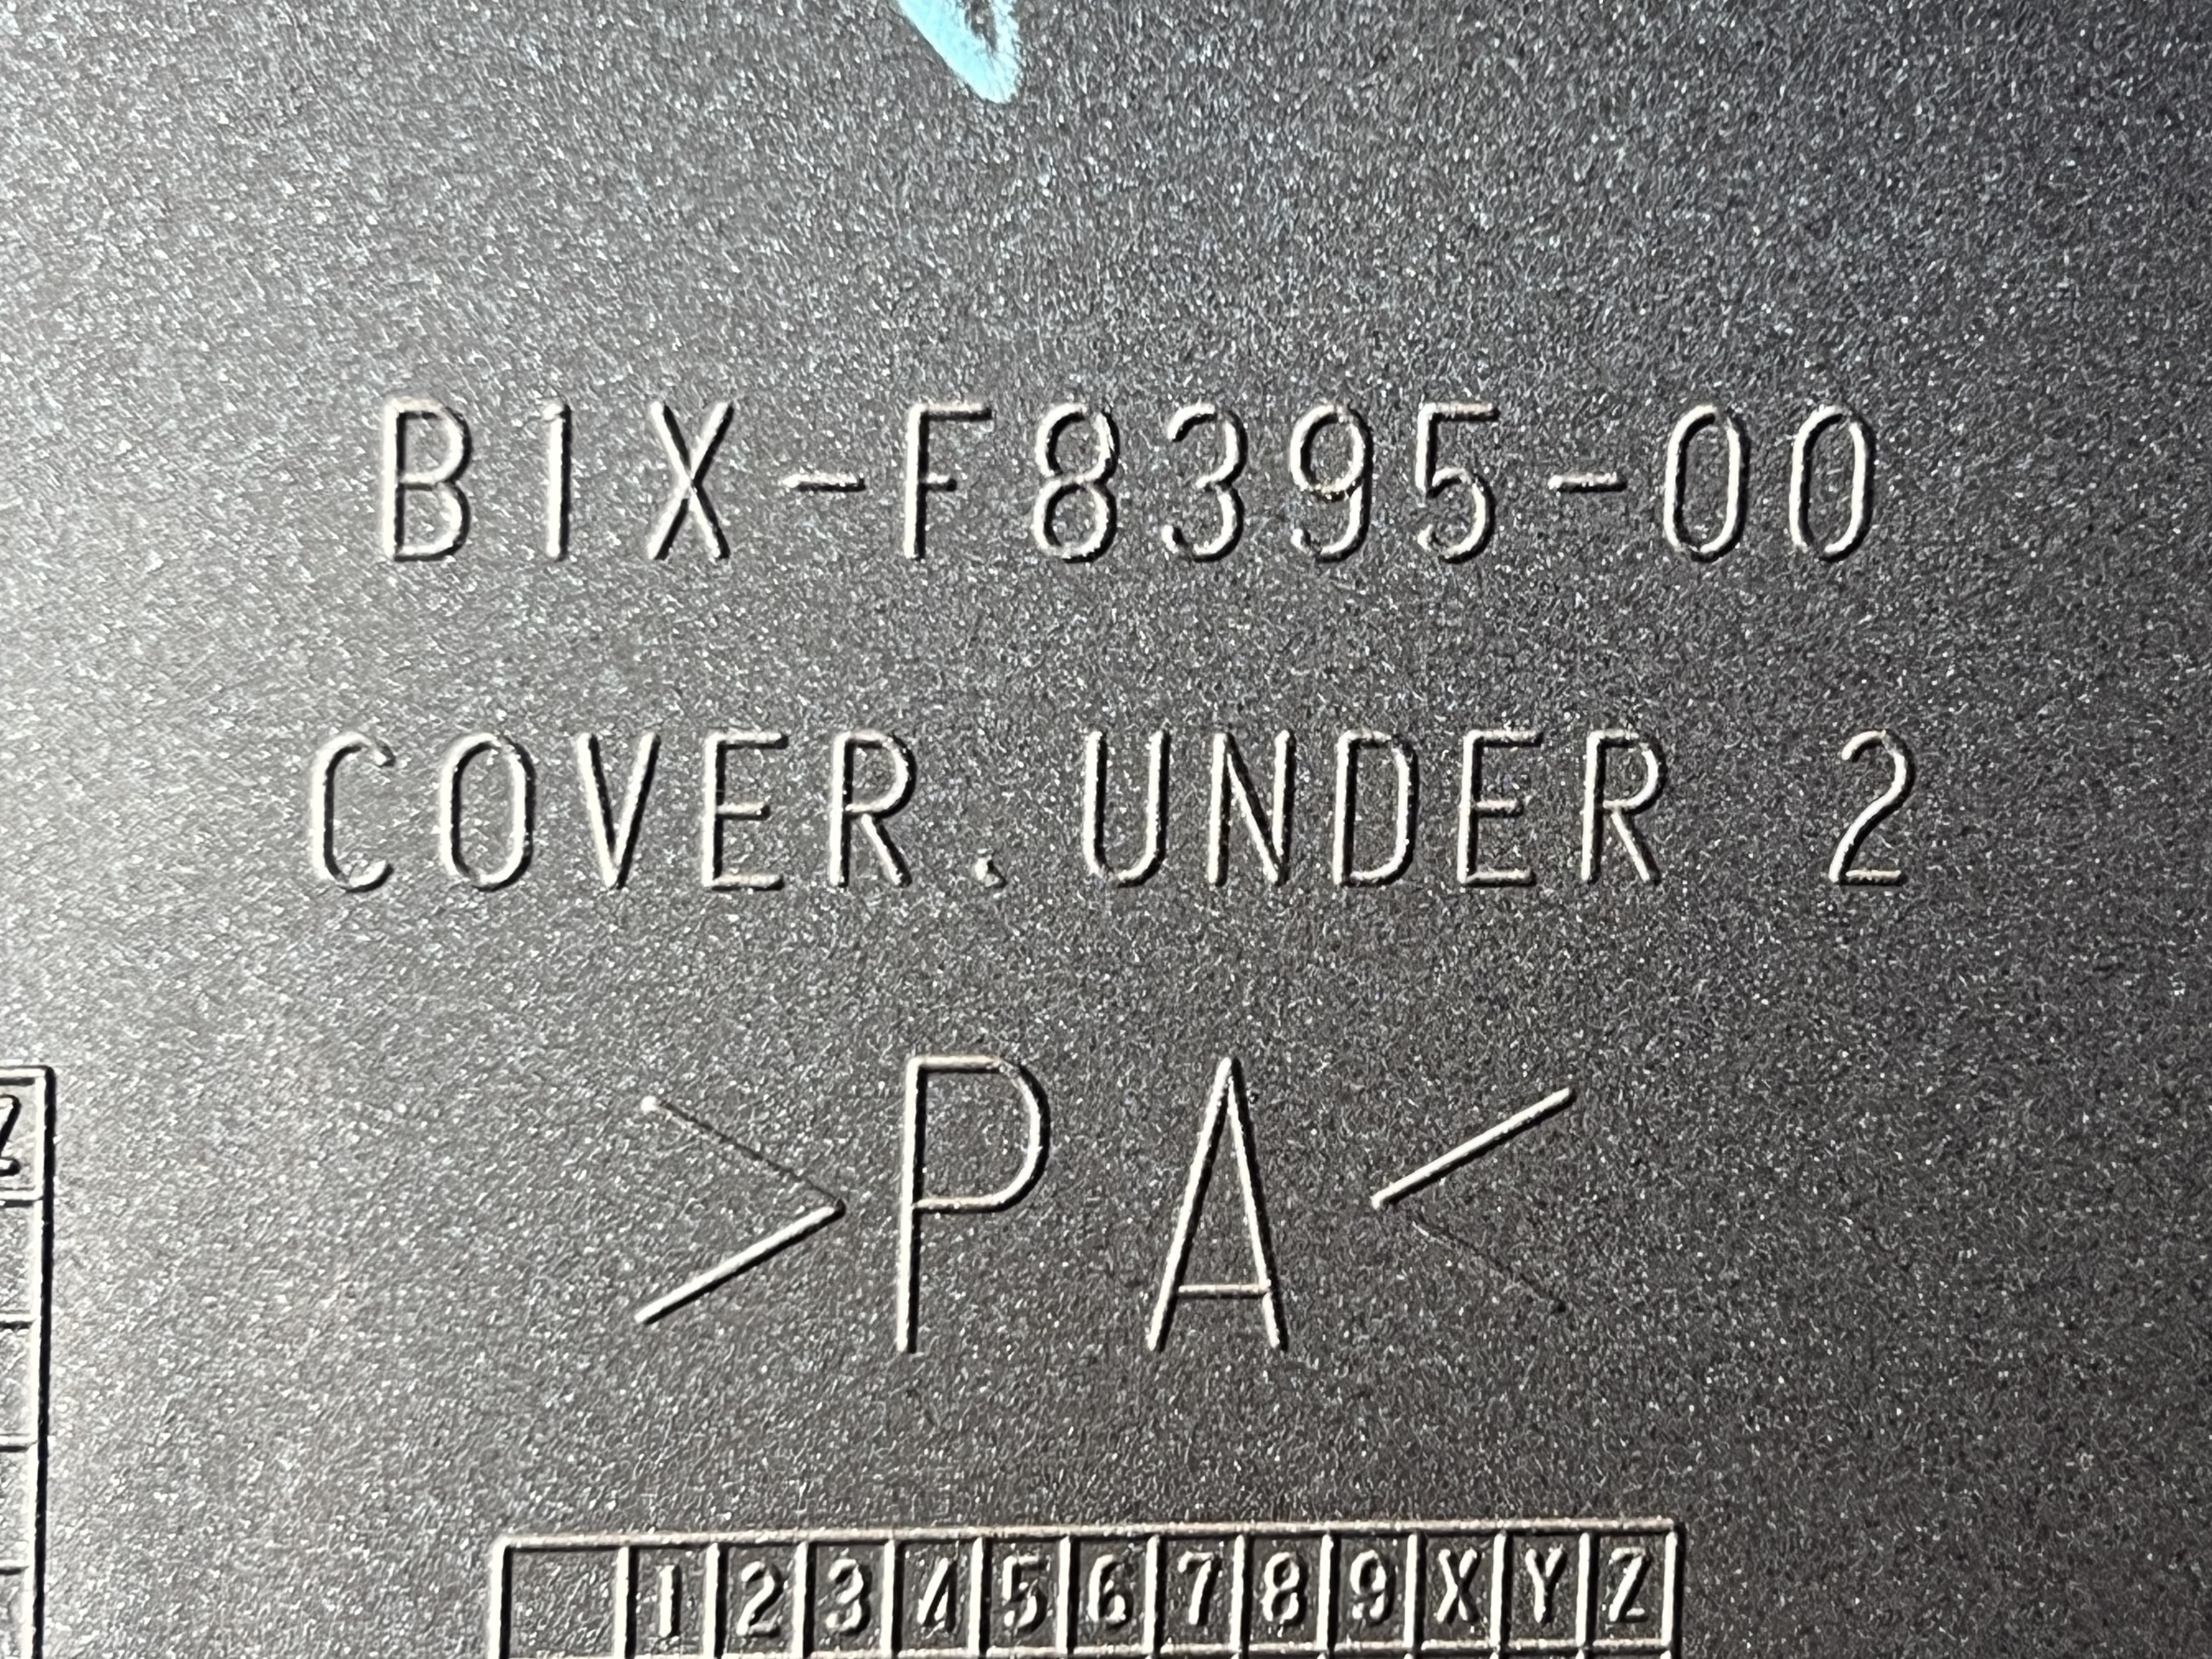 B1X-F8395-00
COVER.UNDER 2
>PA<
Z
1 2 3 4 5 6 7 8 9 X Y Z